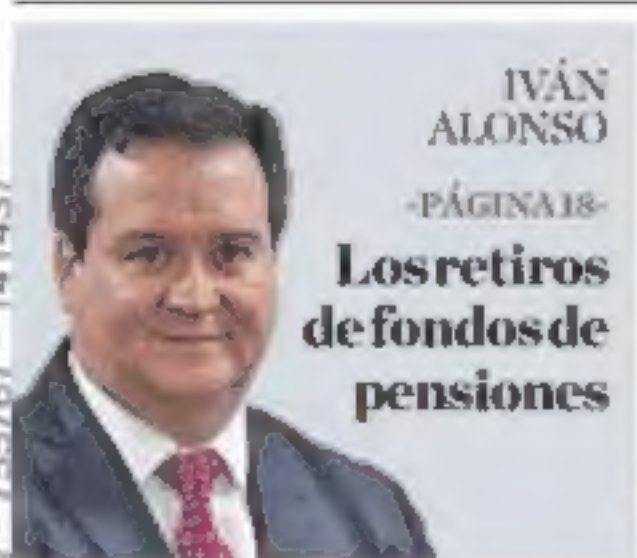 IVÁN
ALONSO
-PÁGINA 18-
Los retiros
de fondos de
pensiones